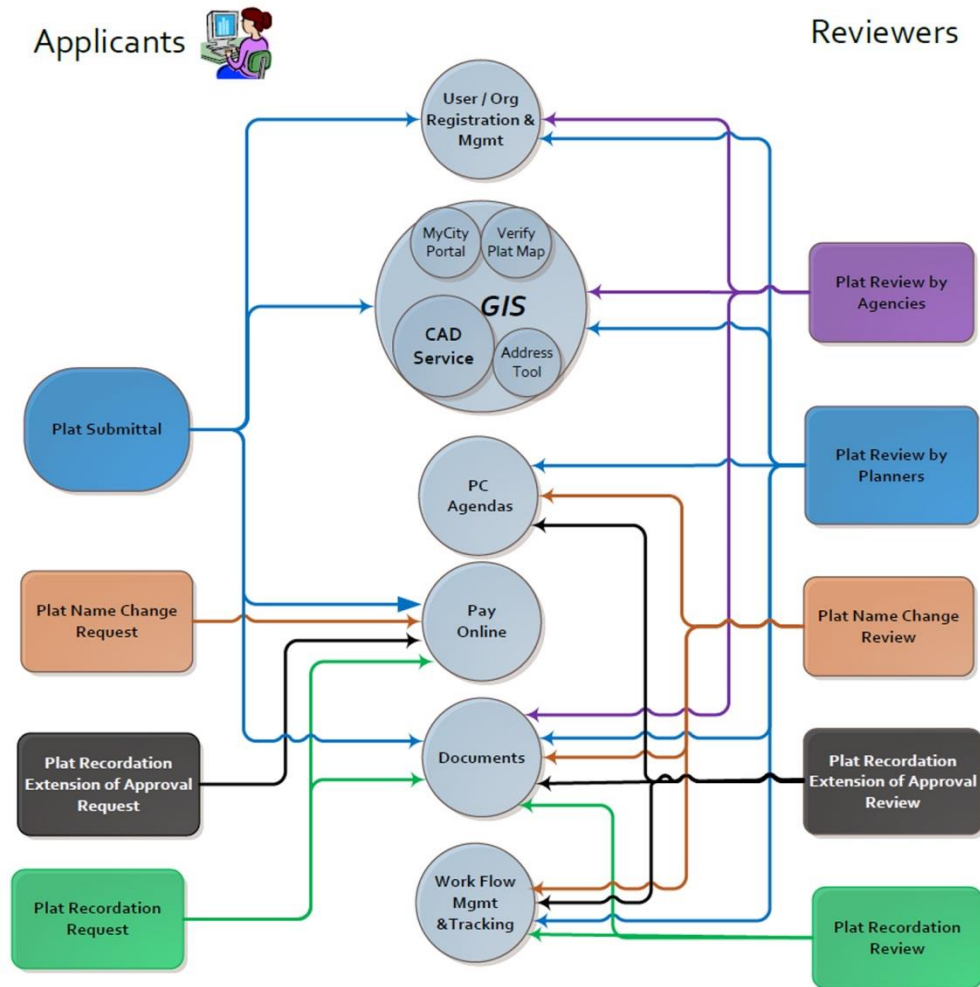 Applicants
Reviewers
User / Org
Registration &
Mgmt
MyCity
Portal
Verify
Plat Map
GIS
CAD
Service
Address
Tool
Plat Review by
Agencies
Plat Submittal
Plat Review by
Planners
PC
Agendas
Plat Name Change
Request
Pay
Online
Plat Name Change
Review
Plat Recordation
Extension of Approval
Request
Documents
Plat Recordation
Extension of Approval
Review
Plat Recordation
Request
Work Flow
Mgmt
&Tracking
Plat Recordation
Review